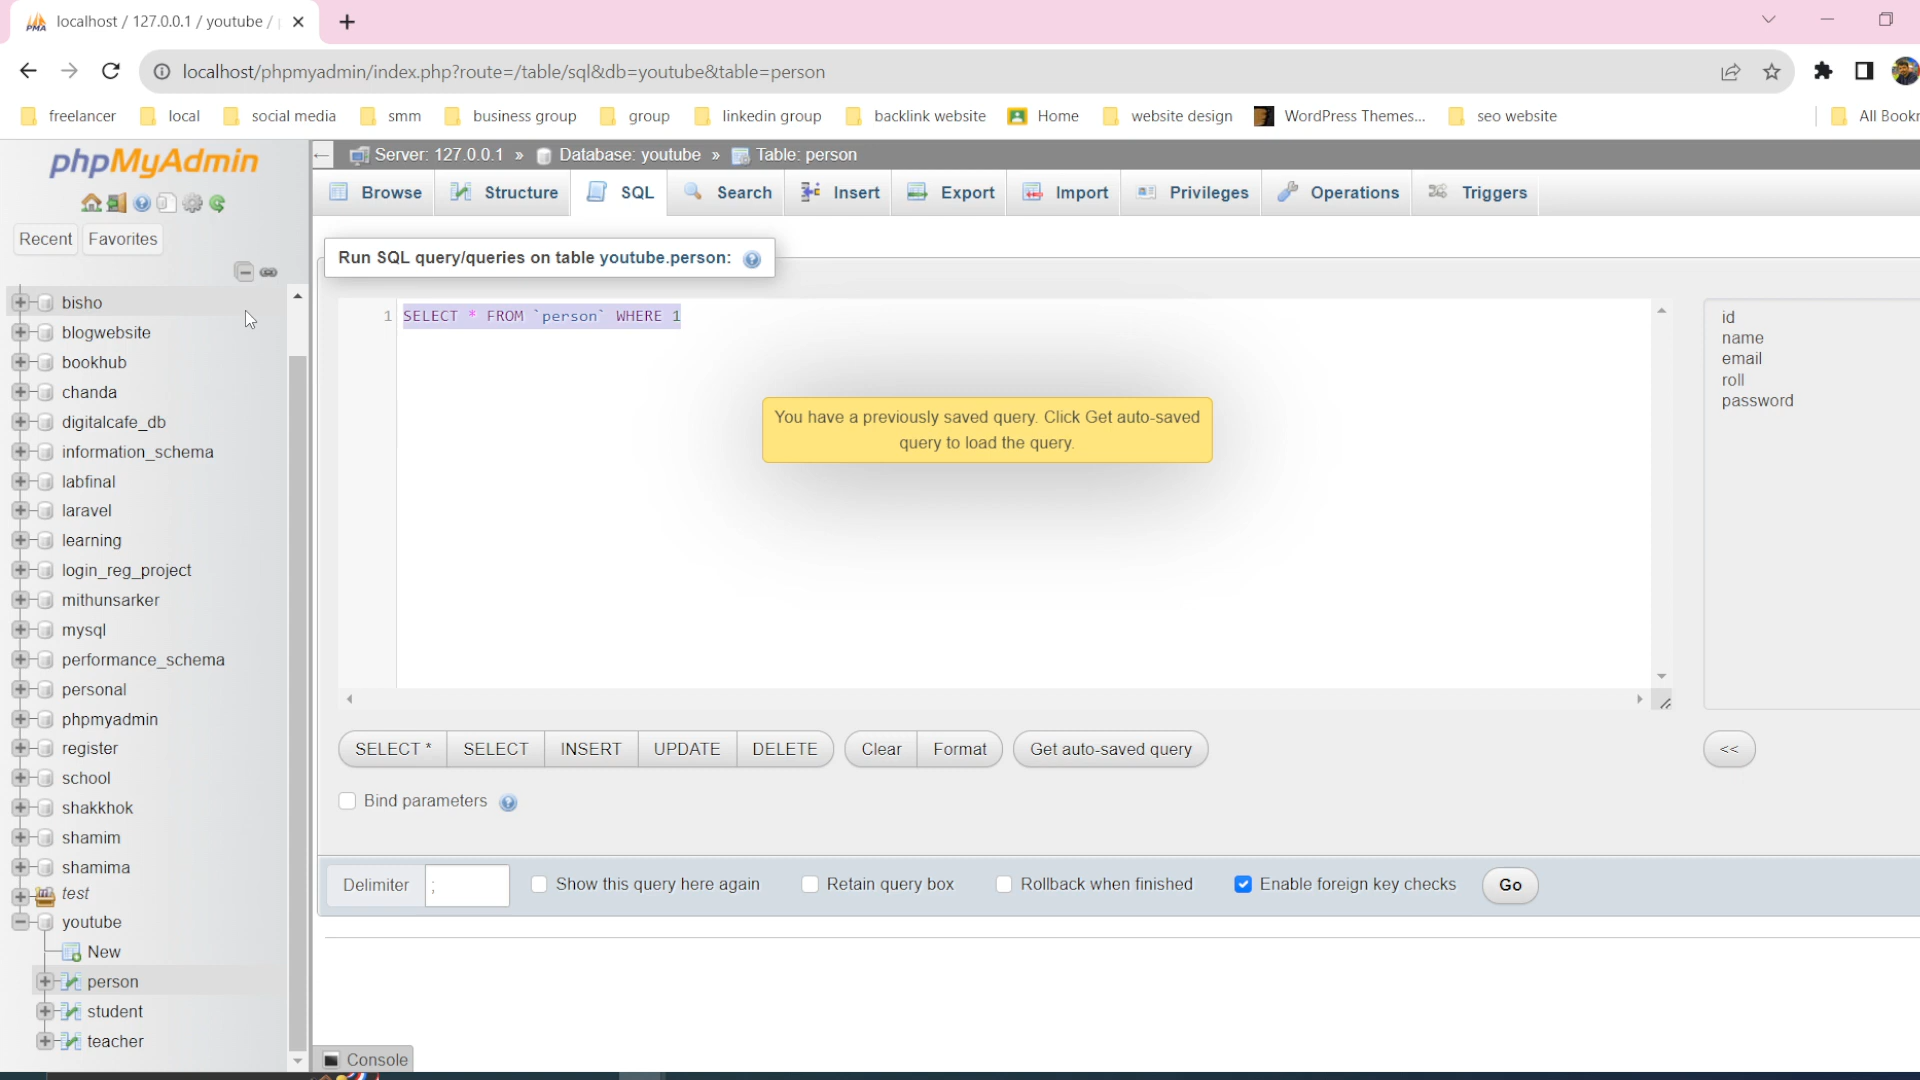 localhost / 127.0.0.1 / youtube /
localhost/phpmyadmin/index.php?route=/table/sql&db=youtube&table=person
freelancer
local
social media
smm
business group
group
linkedin group
backlink website
Home
website design
WordPress Themes...
seo website
All Bookr
phpMyAdmin
Recent
Favorites
bisho
blogwebsite
bookhub
chanda
digitalcafe_db
information_schema
labfinal
laravel
learning
login_reg_project
mithunsarker
mysql
performance_schema
personal
phpmyadmin
register
school
shakkhok
shamim
shamima
test
youtube
New
person
student
teacher
Server: 127.0.0.1 » Database: youtube » Table: person
Browse
Structure
SQL
Search
Insert
Export
Import
Privileges
Operations
Triggers
Run SQL query/queries on table youtube.person:
1 SELECT * FROM `person` WHERE 1
You have a previously saved query. Click Get auto-saved
query to load the query.
id
name
email
roll
password
SELECT *
SELECT
INSERT
UPDATE
DELETE
Clear
Format
Get auto-saved query
<<
Bind parameters
Delimiter
;
Show this query here again
Retain query box
Rollback when finished
Enable foreign key checks
Go
Console